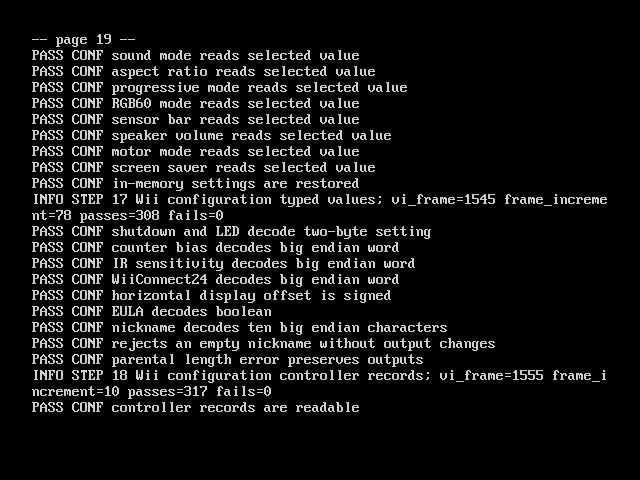 -- page 19 --
PASS CONF sound mode reads selected value
PASS CONF aspect ratio reads selected value
PASS CONF progressive mode reads selected value
PASS CONF RGB60 mode reads selected value
PASS CONF sensor bar reads selected value
PASS CONF speaker volume reads selected value
PASS CONF motor mode reads selected value
PASS CONF screen saver reads selected value
PASS CONF in-memory settings are restored
INFO STEP 17 Wii configuration typed values; vi_frame=1545 frame_increme
nt=78 passes=308 fails=0
PASS CONF shutdown and LED decode two-byte setting
PASS CONF counter bias decodes big endian word
PASS CONF IR sensitivity decodes big endian word
PASS CONF WiiConnect24 decodes big endian word
PASS CONF horizontal display offset is signed
PASS CONF EULA decodes boolean
PASS CONF nickname decodes ten big endian characters
PASS CONF rejects an empty nickname without output changes
PASS CONF parental length error preserves outputs
INFO STEP 18 Wii configuration controller records; vi_frame=1555 frame_i
ncrement=10 passes=317 fails=0
PASS CONF controller records are readable